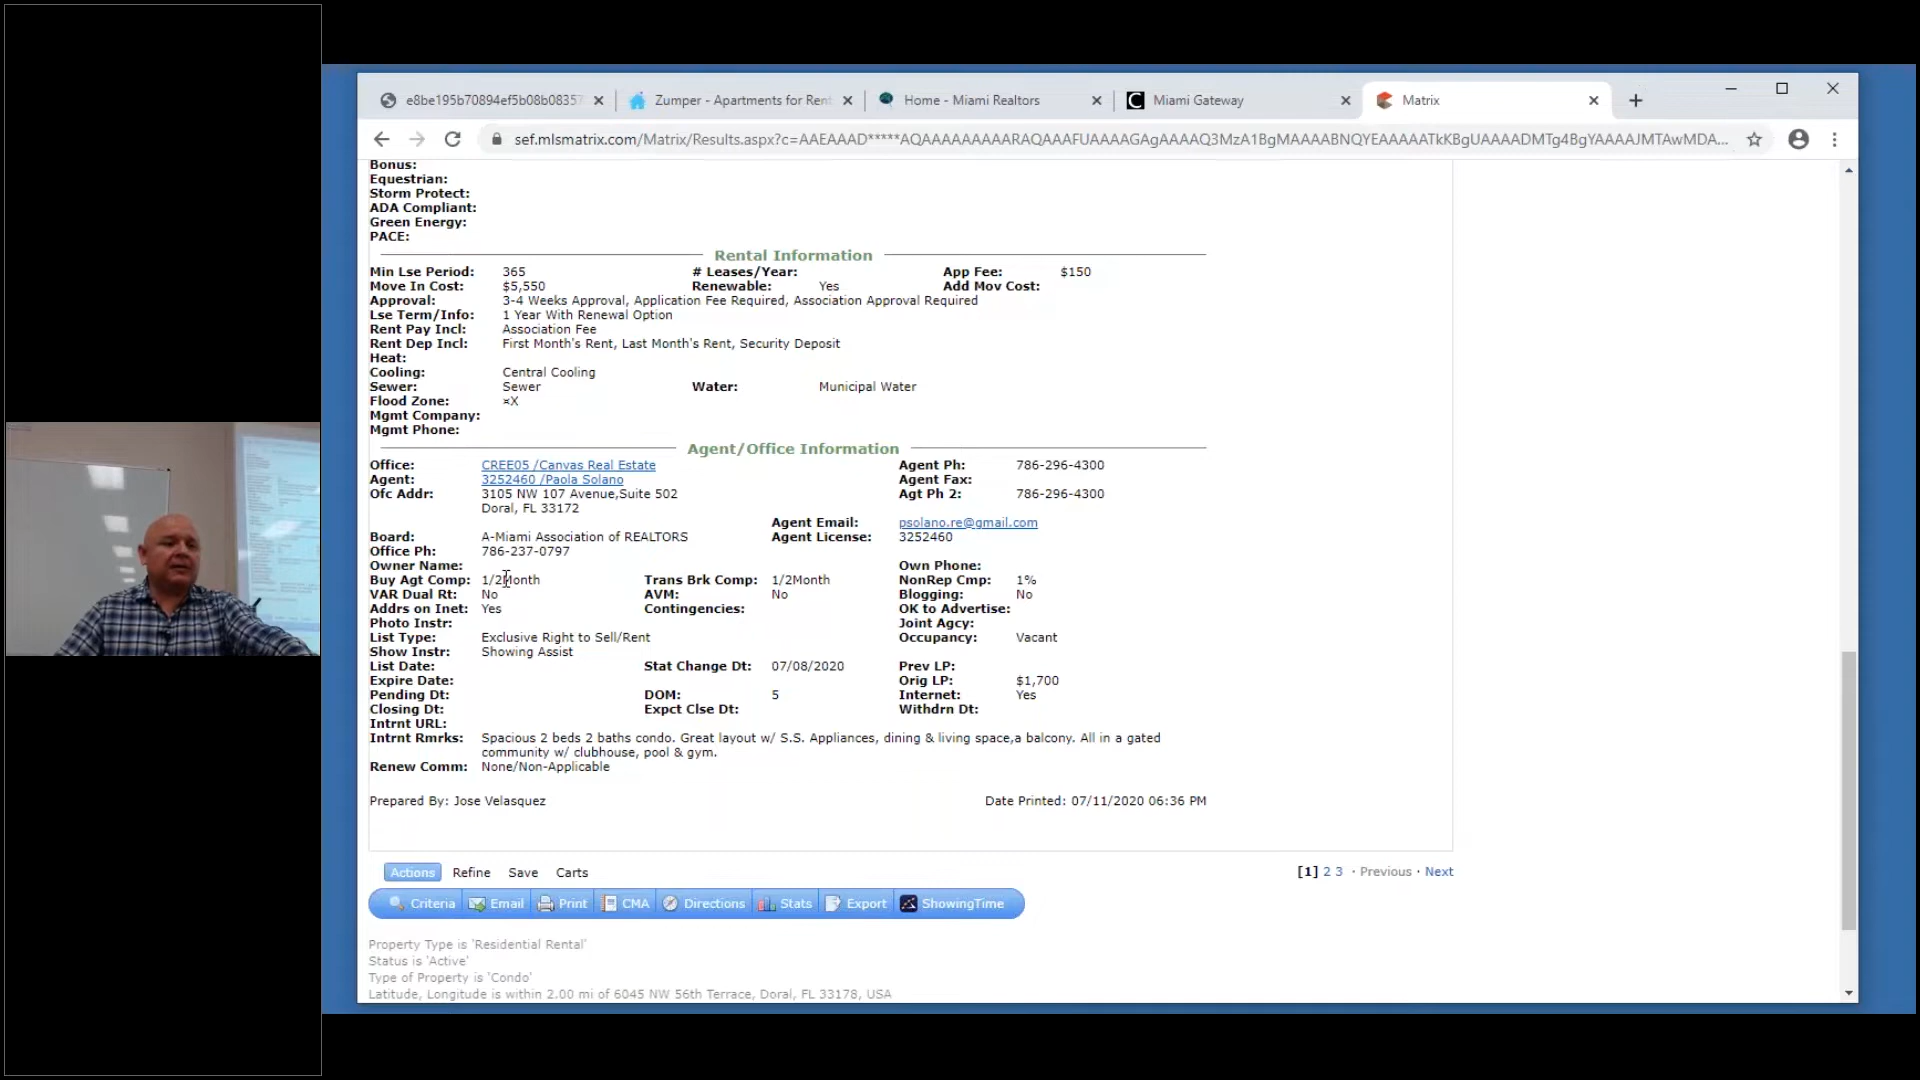 e8be195b70894ef5b08b08357
Zumper - Apartments for Rent
Home - Miami Realtors
Miami Gateway
Matrix
sef.mlsmatrix.com/Matrix/Results.aspx?c=AAEAAAD*****AQAAAAAAAAARAQAAAFUAAAAGAgAAAAQ3MzA1BgMAAAABNQYEAAAAATkKBgUAAAADMTg4BgYAAAAJMTAwMDA...
Bonus:
Equestrian:
Storm Protect:
ADA Compliant:
Green Energy:
PACE:
Rental Information
Min Lse Period: 365 # Leases/Year: App Fee: $150
Move In Cost: $5,550 Renewable: Yes Add Mov Cost:
Approval: 3-4 Weeks Approval, Application Fee Required, Association Approval Required
Lse Term/Info: 1 Year With Renewal Option
Rent Pay Incl: Association Fee
Rent Dep Incl: First Month's Rent, Last Month's Rent, Security Deposit
Heat:
Cooling: Central Cooling
Sewer: Sewer Water: Municipal Water
Flood Zone: ¤X
Mgmt Company:
Mgmt Phone:
Agent/Office Information
Office: CREE05 /Canvas Real Estate Agent Ph: 786-296-4300
Agent: 3252460 /Paola Solano Agent Fax:
Ofc Addr: 3105 NW 107 Avenue,Suite 502 Agt Ph 2: 786-296-4300
Doral, FL 33172
Agent Email: psolano.re@gmail.com
Board: A-Miami Association of REALTORS Agent License: 3252460
Office Ph: 786-237-0797
Owner Name: Own Phone:
Buy Agt Comp: 1/2Month Trans Brk Comp: 1/2Month NonRep Cmp: 1%
VAR Dual Rt: No AVM: No Blogging: No
Addrs on Inet: Yes Contingencies: OK to Advertise:
Photo Instr: Joint Agcy:
List Type: Exclusive Right to Sell/Rent Occupancy: Vacant
Show Instr: Showing Assist
List Date: Stat Change Dt: 07/08/2020 Prev LP:
Expire Date: Orig LP: $1,700
Pending Dt: DOM: 5 Internet: Yes
Closing Dt: Expct Clse Dt: Withdrn Dt:
Intrnt URL:
Intrnt Rmrks: Spacious 2 beds 2 baths condo. Great layout w/ S.S. Appliances, dining & living space,a balcony. All in a gated
community w/ clubhouse, pool & gym.
Renew Comm: None/Non-Applicable
Prepared By: Jose Velasquez Date Printed: 07/11/2020 06:36 PM
Actions Refine Save Carts [1] 2 3 · Previous · Next
Criteria Email Print CMA Directions Stats Export ShowingTime
Property Type is 'Residential Rental'
Status is 'Active'
Type of Property is 'Condo'
Latitude, Longitude is within 2.00 mi of 6045 NW 56th Terrace, Doral, FL 33178, USA